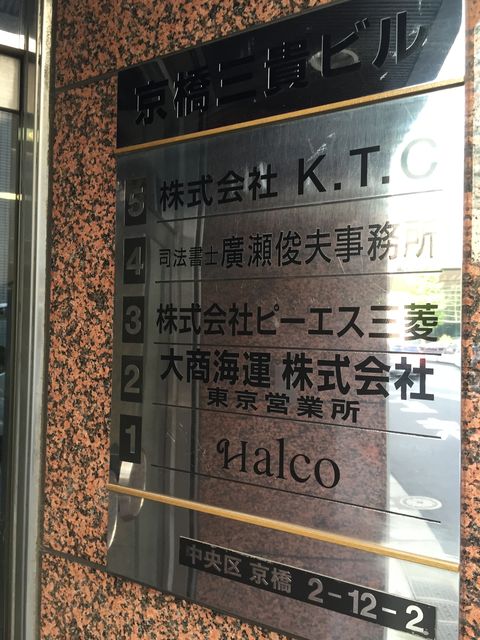 京橋三貴ビル
5 株式会社 K.T.C
4 司法書士 廣瀬俊夫事務所
3 株式会社ピーエス三菱
2 大商海運 株式会社
東京営業所
1 Halco
中央区 京橋 2-12-2